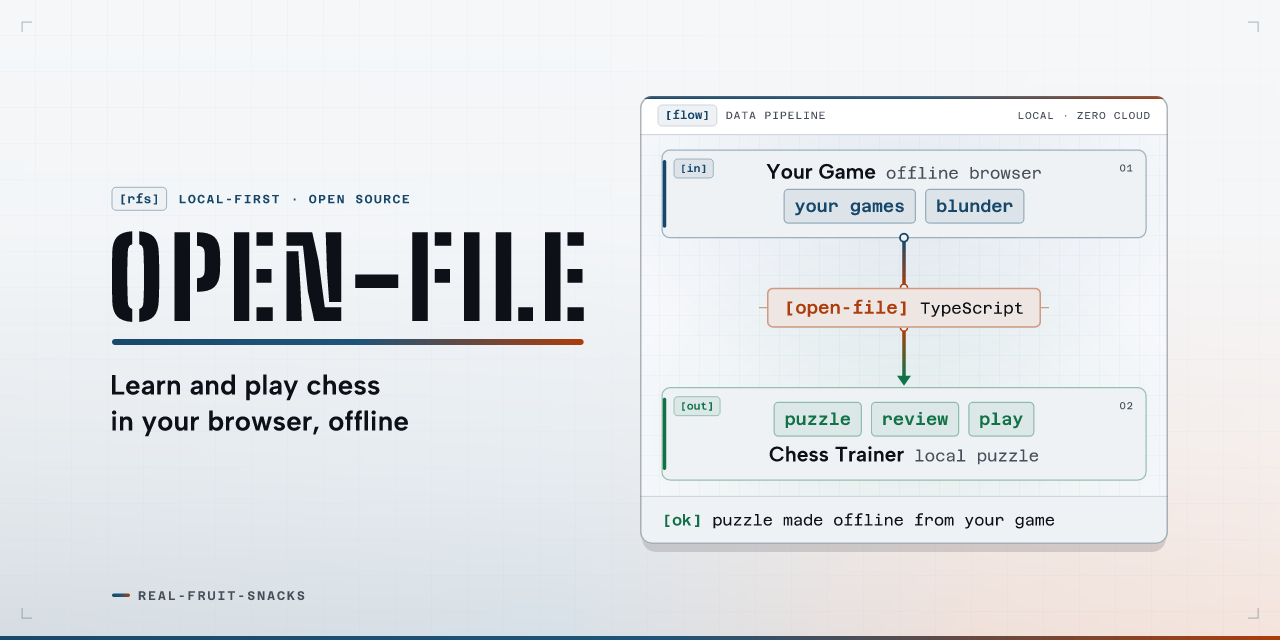 [rfs] LOCAL-FIRST · OPEN SOURCE
OPEN-FILE
Learn and play chess
in your browser, offline
REAL-FRUIT-SNACKS
[flow] DATA PIPELINE
LOCAL · ZERO CLOUD
[in]
Your Game offline browser
01
your games blunder
[open-file] TypeScript
[out]
puzzle review play
02
Chess Trainer local puzzle
[ok] puzzle made offline from your game